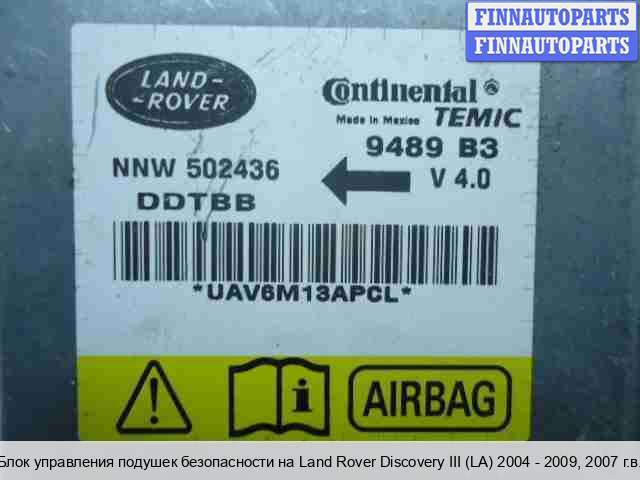 FINNAUTOPARTS
FINNAUTOPARTS
LAND-
-ROVER
Continental
Made in Mexico TEMIC
9489 B3
NNW 502436
V 4.0
DDTBB
*UAV6M13APCL*
i
AIRBAG
Блок управления подушек безопасности на Land Rover Discovery III (LA) 2004 - 2009, 2007 г.в.